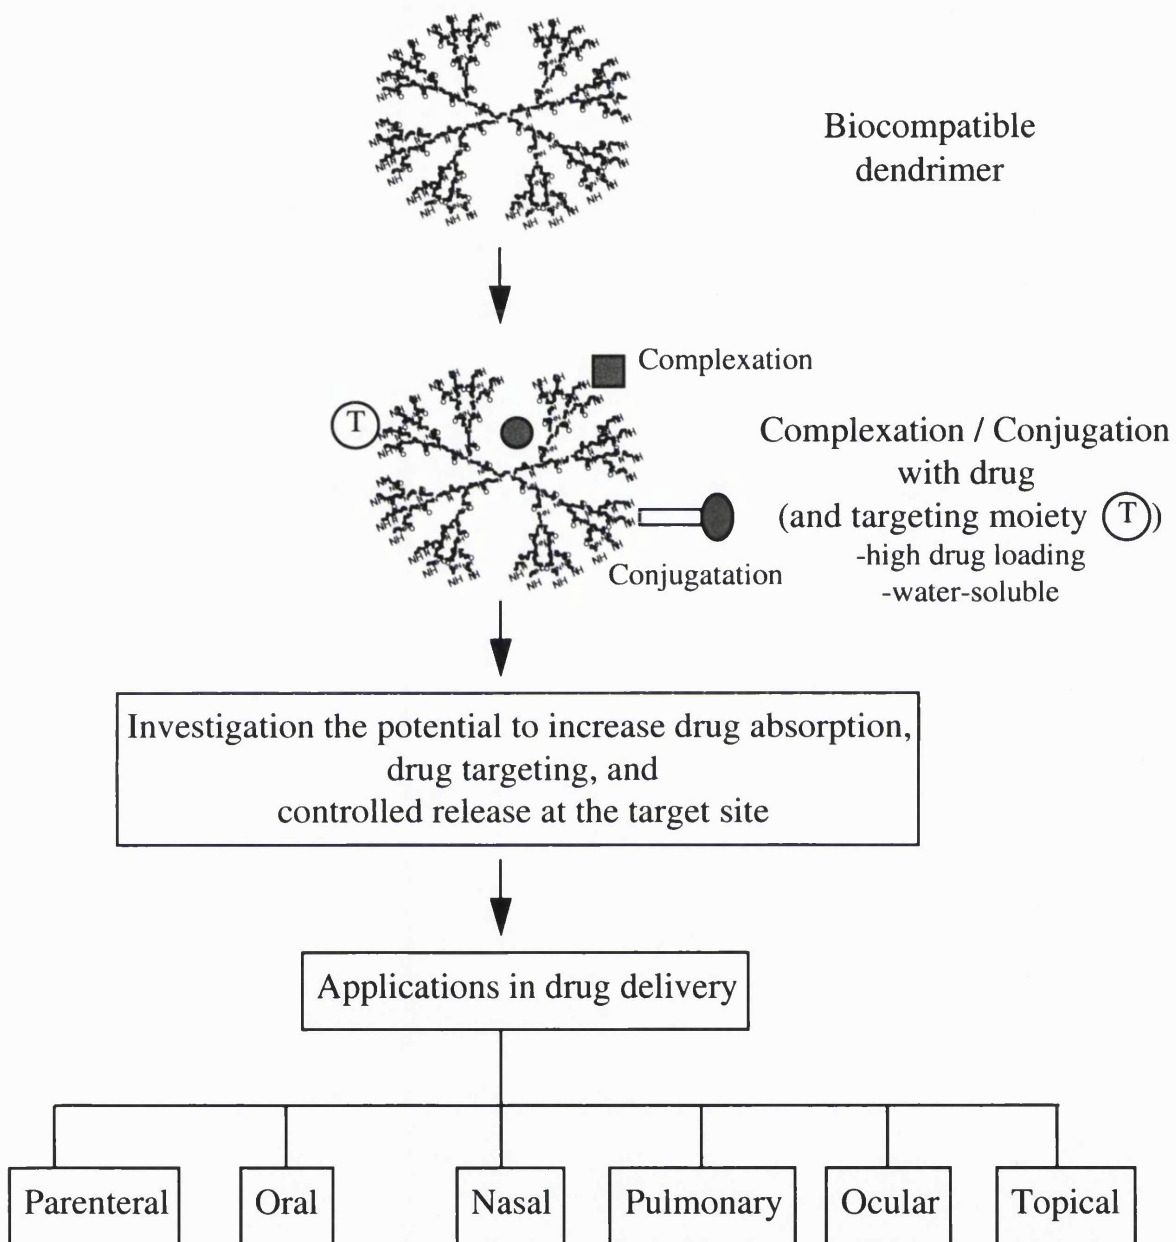 Biocompatible
dendrimer
Complexation
T
Complexation / Conjugation
with drug
(and targeting moiety T)
-high drug loading
-water-soluble
Conjugatation
Investigation the potential to increase drug absorption,
drug targeting, and
controlled release at the target site
Applications in drug delivery
Parenteral
Oral
Nasal
Pulmonary
Ocular
Topical